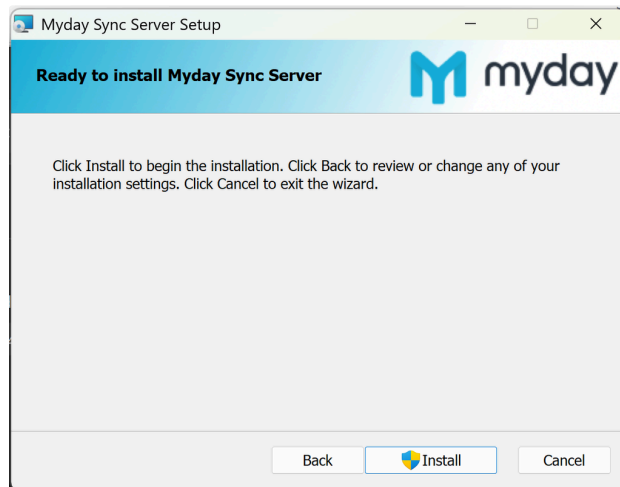 Myday Sync Server Setup
Ready to install Myday Sync Server
myday
Click Install to begin the installation. Click Back to review or change any of your
installation settings. Click Cancel to exit the wizard.
Back
Install
Cancel